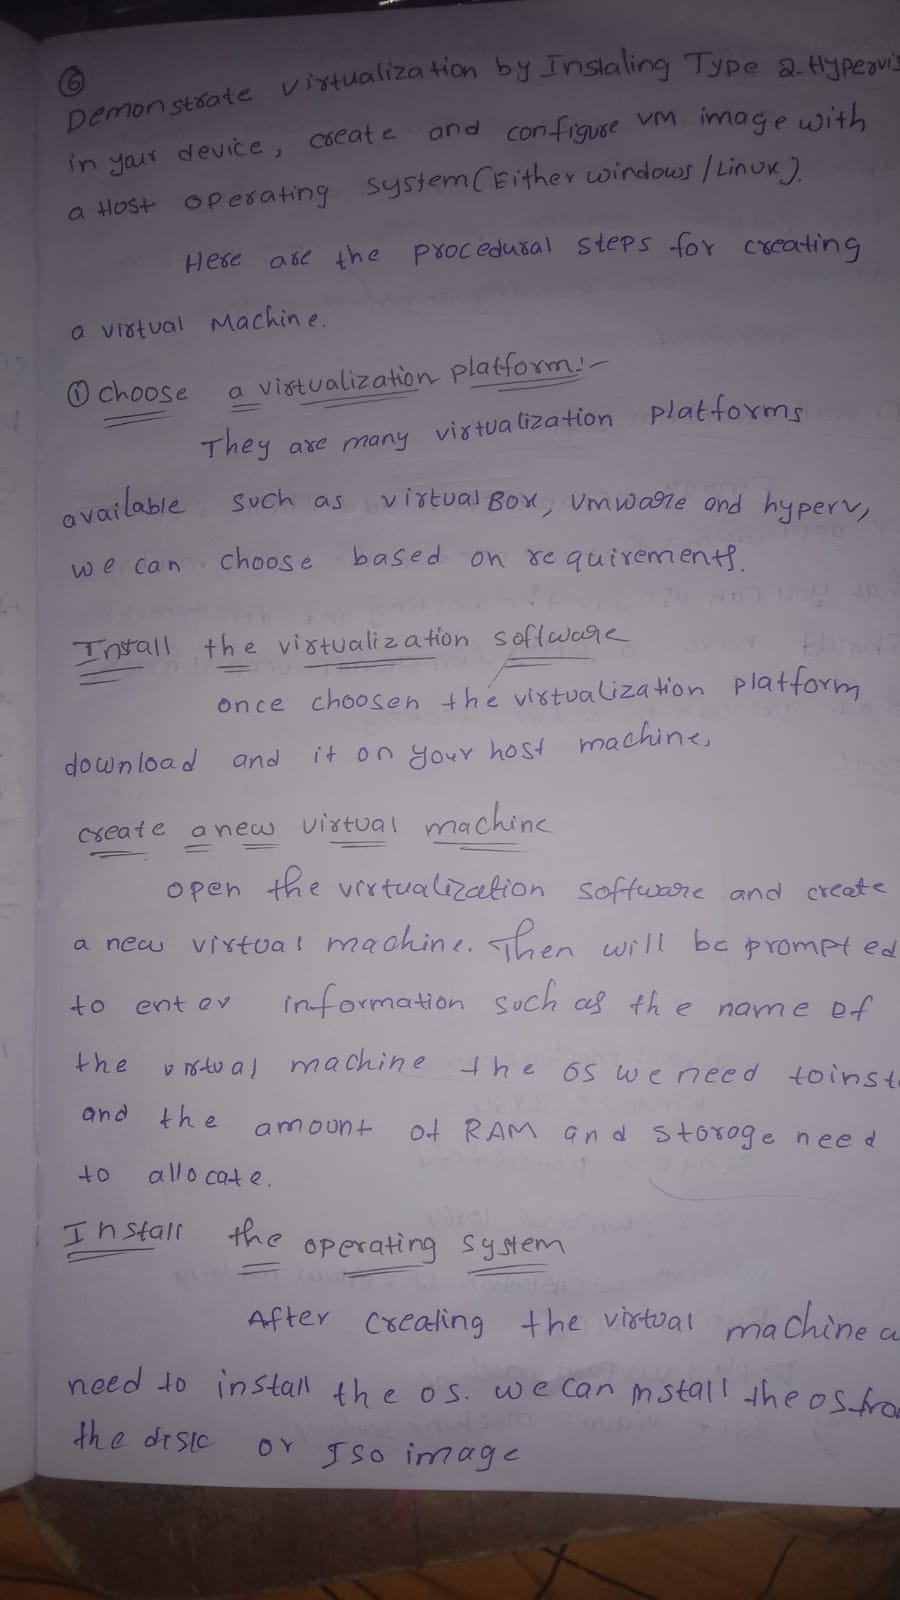 ⑥
Demonstrate virtualization by Instaling Type 2-Hypervis
in your device, create and configure vm image with
a Host operating system (Either windows / Linux).
Here are the procedural steps for creating
a virtual Machine.
① choose a virtualization platform:-
They are many virtualization platforms
available such as virtual Box, vmware and hyperv,
we can choose based on requirements.
Install the virtualization software
once choosen the virtualization platform
download and it on your host machine,
create a new virtual machine
open the virtualization software and create
a new virtual machine. Then will be prompted
to enter information such as the name of
the virtual machine the OS we need to inst
and the amount of RAM and storage need
to allocate.
Install the operating system
After creating the virtual machine
need to install the os. we can install the os fro
the disk or Iso image